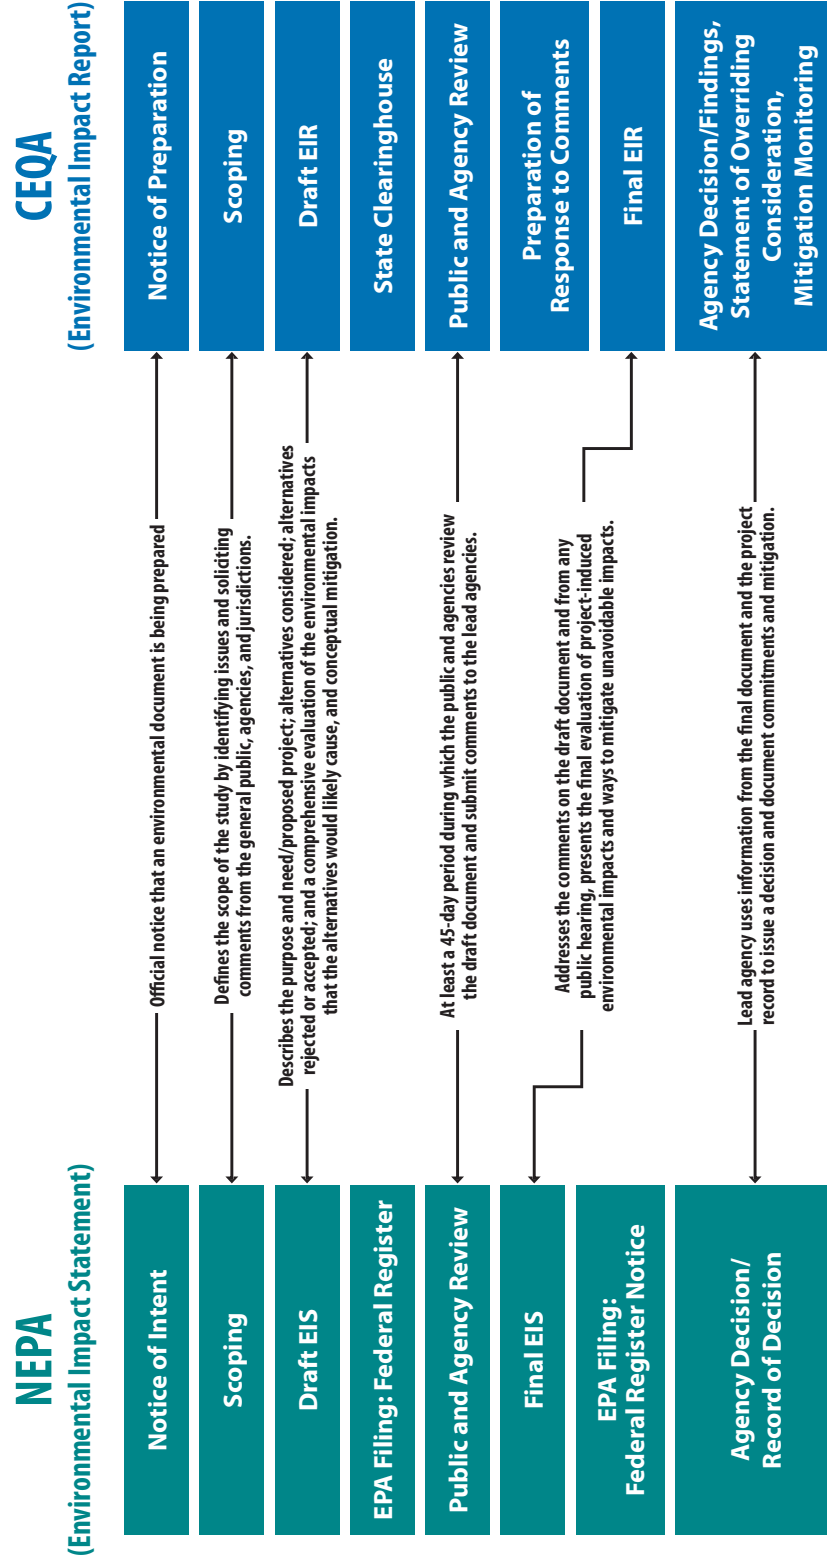 NEPA
(Environmental Impact Statement)
CEQA
(Environmental Impact Report)
Notice of Intent
Official notice that an environmental document is being prepared
Notice of Preparation
Scoping
Defines the scope of the study by identifying issues and soliciting
comments from the general public, agencies, and jurisdictions.
Scoping
Draft EIS
Describes the purpose and need/proposed project; alternatives considered; alternatives
rejected or accepted; and a comprehensive evaluation of the environmental impacts
that the alternatives would likely cause, and conceptual mitigation.
Draft EIR
EPA Filing: Federal Register
State Clearinghouse
Public and Agency Review
At least a 45-day period during which the public and agencies review
the draft document and submit comments to the lead agencies.
Public and Agency Review
Final EIS
Preparation of
Response to Comments
Addresses the comments on the draft document and from any
public hearing, presents the final evaluation of project-induced
environmental impacts and ways to mitigate unavoidable impacts.
EPA Filing:
Federal Register Notice
Final EIR
Agency Decision/
Record of Decision
Lead agency uses information from the final document and the project
record to issue a decision and document commitments and mitigation.
Agency Decision/Findings,
Statement of Overriding
Consideration,
Mitigation Monitoring